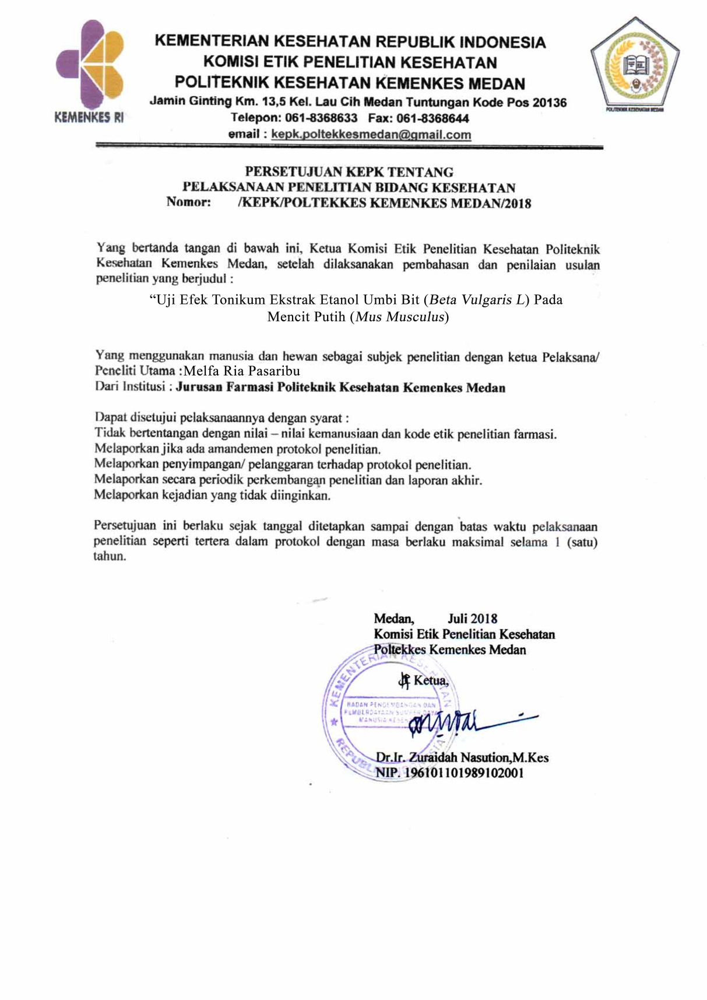 KEMENTERIAN KESEHATAN REPUBLIK INDONESIA
KOMISI ETIK PENELITIAN KESEHATAN
POLITEKNIK KESEHATAN KEMENKES MEDAN
Jamin Ginting Km. 13,5 Kel. Lau Cih Medan Tuntungan Kode Pos 20136
Telepon: 061-8368633 Fax: 061-8368644
email : kepk.poltekkesmedan@gmail.com
KEMENKES RI
POLITEKNIK KESEHATAN MEDAN
PERSETUJUAN KEPK TENTANG
PELAKSANAAN PENELITIAN BIDANG KESEHATAN
Nomor: /KEPK/POLTEKKES KEMENKES MEDAN/2018
Yang bertanda tangan di bawah ini, Ketua Komisi Etik Penelitian Kesehatan Politeknik
Kesehatan Kemenkes Medan, setelah dilaksanakan pembahasan dan penilaian usulan
penelitian yang berjudul :
“Uji Efek Tonikum Ekstrak Etanol Umbi Bit (Beta Vulgaris L) Pada
Mencit Putih (Mus Musculus)
Yang menggunakan manusia dan hewan sebagai subjek penelitian dengan ketua Pelaksana/
Peneliti Utama :Melfa Ria Pasaribu
Dari Institusi : Jurusan Farmasi Politeknik Kesehatan Kemenkes Medan
Dapat disetujui pelaksanaannya dengan syarat :
Tidak bertentangan dengan nilai – nilai kemanusiaan dan kode etik penelitian farmasi.
Melaporkan jika ada amandemen protokol penelitian.
Melaporkan penyimpangan/ pelanggaran terhadap protokol penelitian.
Melaporkan secara periodik perkembangan penelitian dan laporan akhir.
Melaporkan kejadian yang tidak diinginkan.
Persetujuan ini berlaku sejak tanggal ditetapkan sampai dengan batas waktu pelaksanaan
penelitian seperti tertera dalam protokol dengan masa berlaku maksimal selama 1 (satu)
tahun.
Medan, Juli 2018
Komisi Etik Penelitian Kesehatan
Poltekkes Kemenkes Medan
Ketua,
KEMENTERIAN KESEHATAN
BADAN PENGEMBANGAN DAN
PEMBERDAYAAN SUMBER DAYA
MANUSIA KESEHATAN
REPUBLIK INDONESIA
Dr.Ir. Zuraidah Nasution,M.Kes
NIP. 196101101989102001